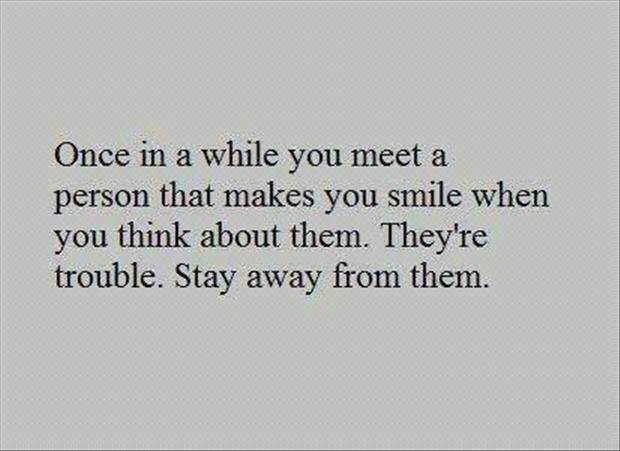 Once in a while you meet a
person that makes you smile when
you think about them. They're
trouble. Stay away from them.